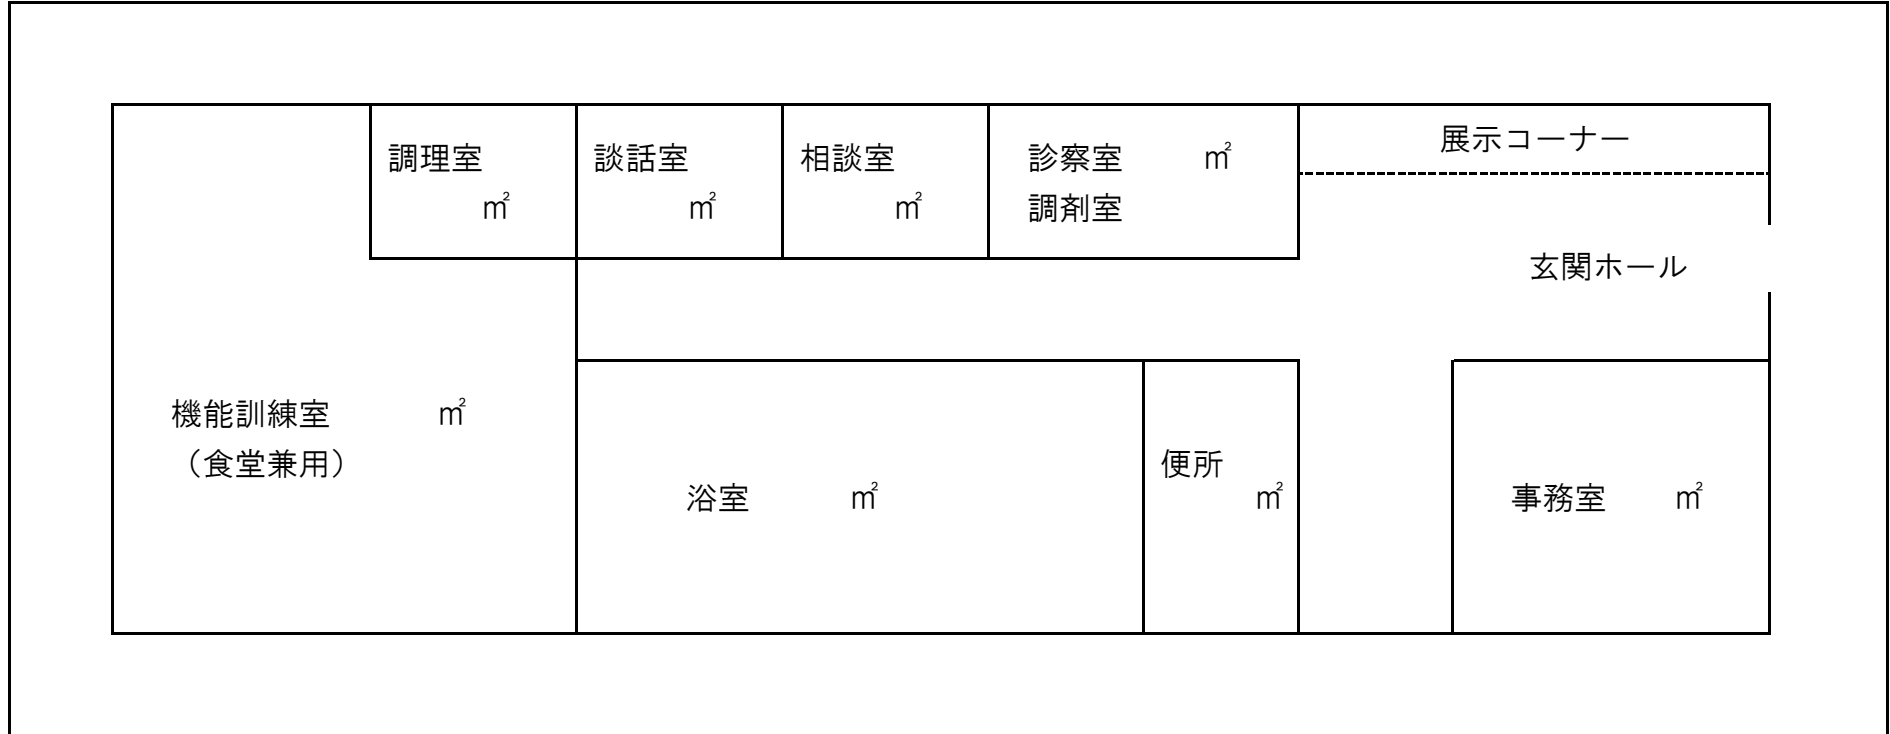 展示コーナー
調理室
㎡
談話室
㎡
相談室
㎡
診察室 ㎡
調剤室
玄関ホール
機能訓練室 ㎡
（食堂兼用）
浴室 ㎡
便所
㎡
事務室 ㎡